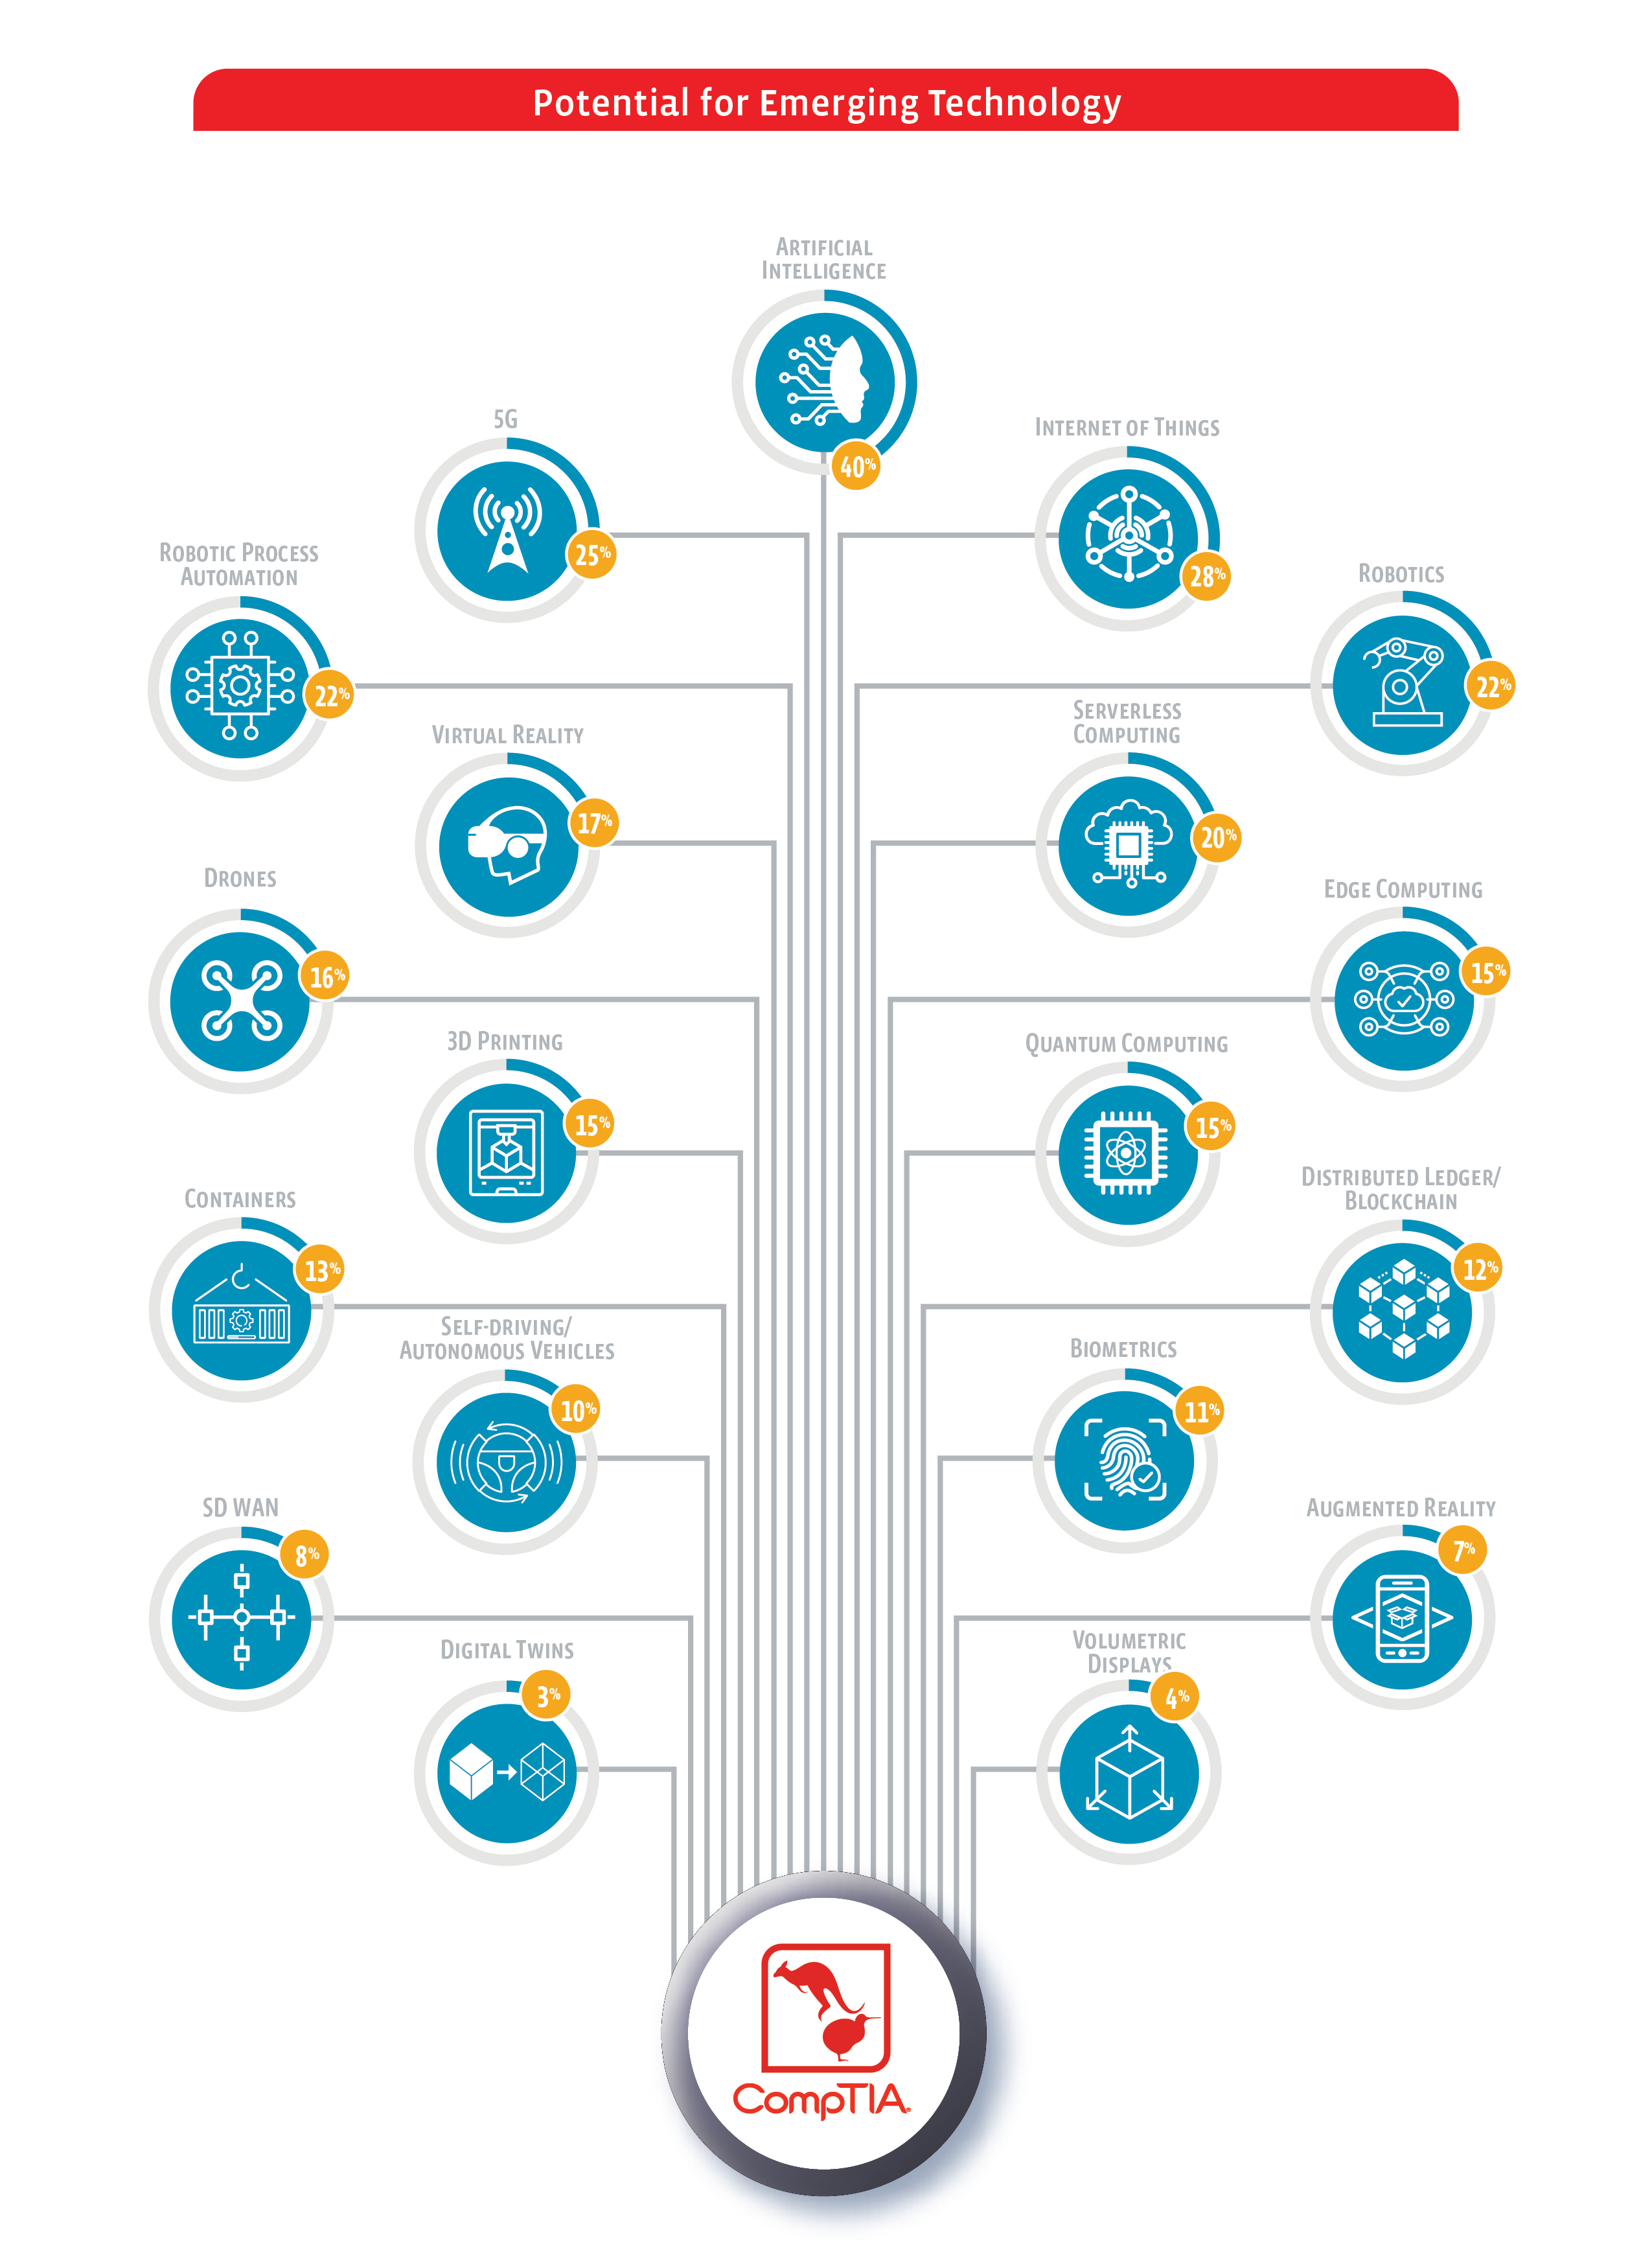 Potential for Emerging Technology
ARTIFICIAL
INTELLIGENCE
40%
5G
25%
INTERNET OF THINGS
28%
ROBOTIC PROCESS
AUTOMATION
22%
ROBOTICS
22%
VIRTUAL REALITY
17%
SERVERLESS
COMPUTING
20%
DRONES
16%
EDGE COMPUTING
15%
3D PRINTING
15%
QUANTUM COMPUTING
15%
CONTAINERS
13%
DISTRIBUTED LEDGER/
BLOCKCHAIN
12%
SELF-DRIVING/
AUTONOMOUS VEHICLES
10%
BIOMETRICS
11%
SD WAN
8%
AUGMENTED REALITY
7%
DIGITAL TWINS
3%
VOLUMETRIC
DISPLAYS
4%
CompTIA.